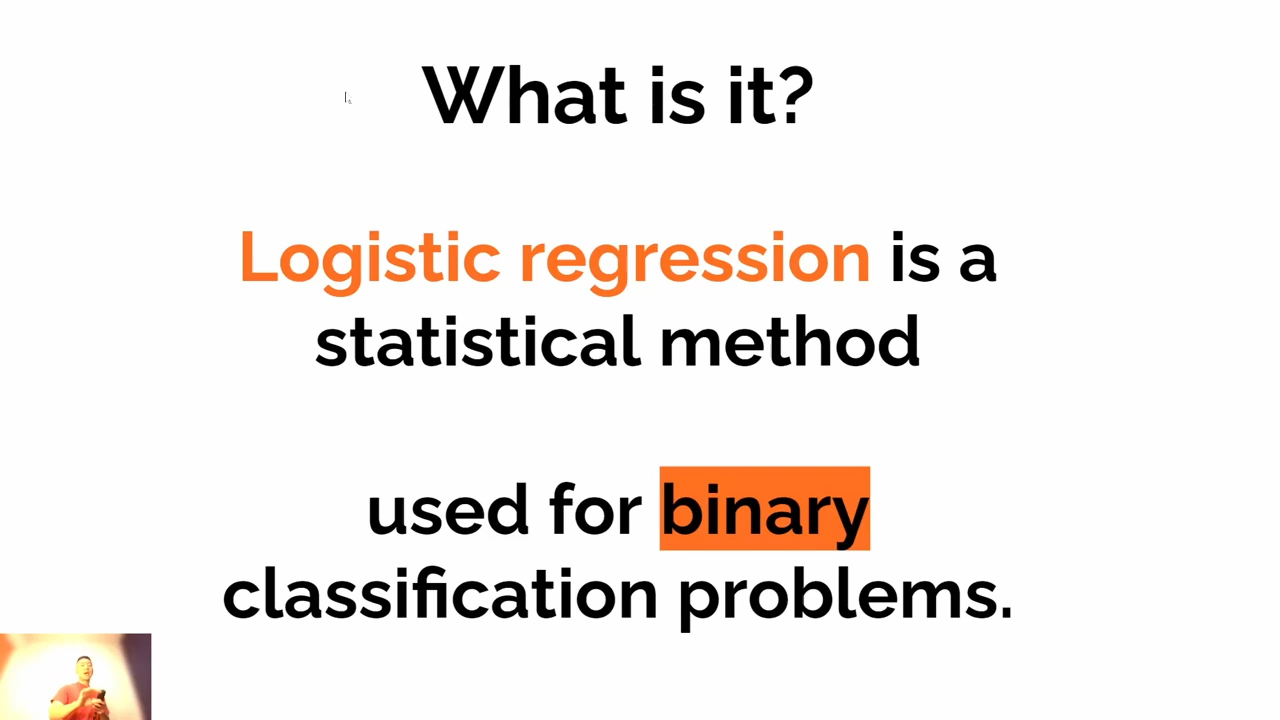 What is it?
Logistic regression is a
statistical method
used for binary
classification problems.